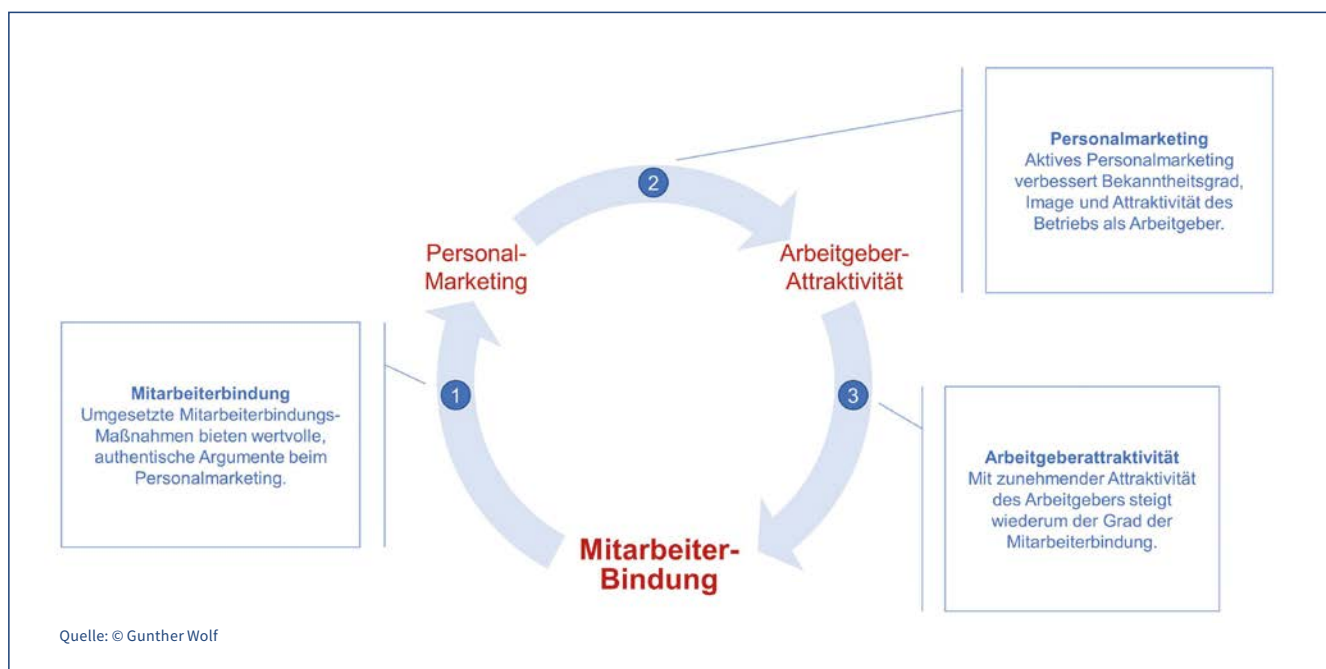 2
Personal-
Marketing
Arbeitgeber-
Attraktivität
1
3
Mitarbeiter-
Bindung
Personalmarketing
Aktives Personalmarketing
verbessert Bekanntheitsgrad,
Image und Attraktivität des
Betriebs als Arbeitgeber.
Mitarbeiterbindung
Umgesetzte Mitarbeiterbindungs-
Maßnahmen bieten wertvolle,
authentische Argumente beim
Personalmarketing.
Arbeitgeberattraktivität
Mit zunehmender Attraktivität
des Arbeitgebers steigt
wiederum der Grad der
Mitarbeiterbindung.
Quelle: © Gunther Wolf